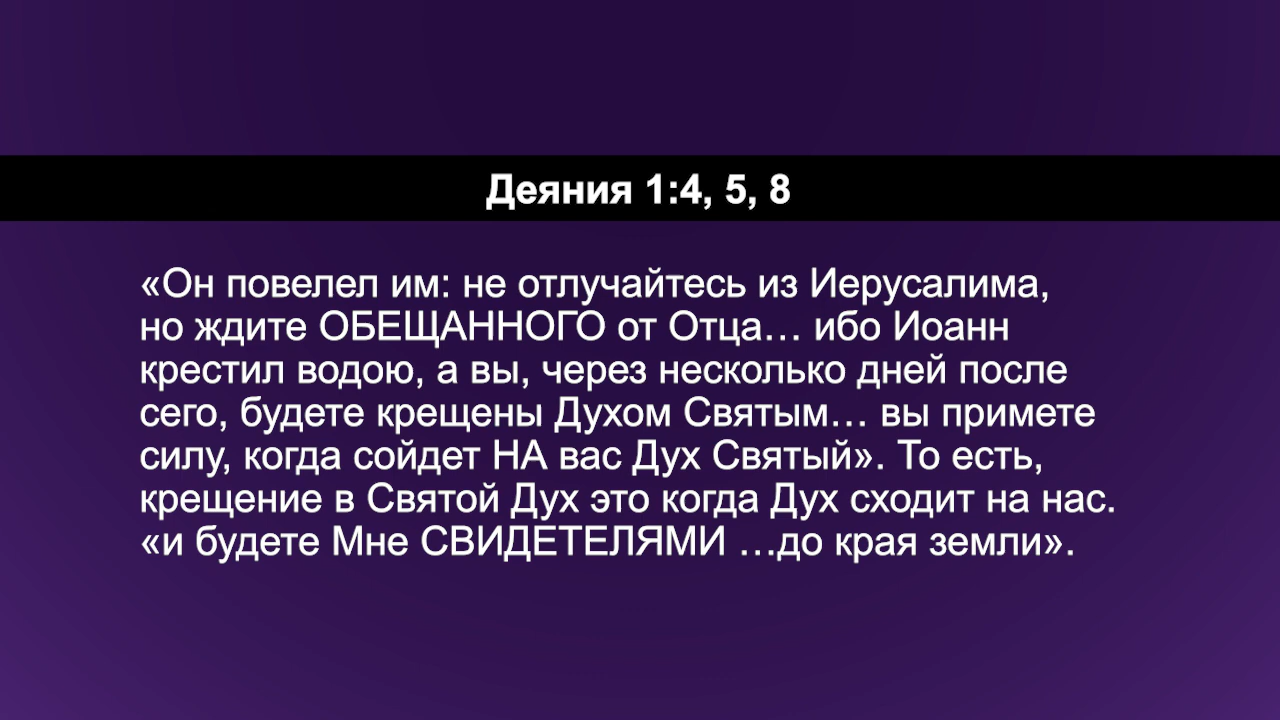 Деяния 1:4, 5, 8
«Он повелел им: не отлучайтесь из Иерусалима,
но ждите ОБЕЩАННОГО от Отца… ибо Иоанн
крестил водою, а вы, через несколько дней после
сего, будете крещены Духом Святым… вы примете
силу, когда сойдет НА вас Дух Святый». То есть,
крещение в Святой Дух это когда Дух сходит на нас.
«и будете Мне СВИДЕТЕЛЯМИ …до края земли».